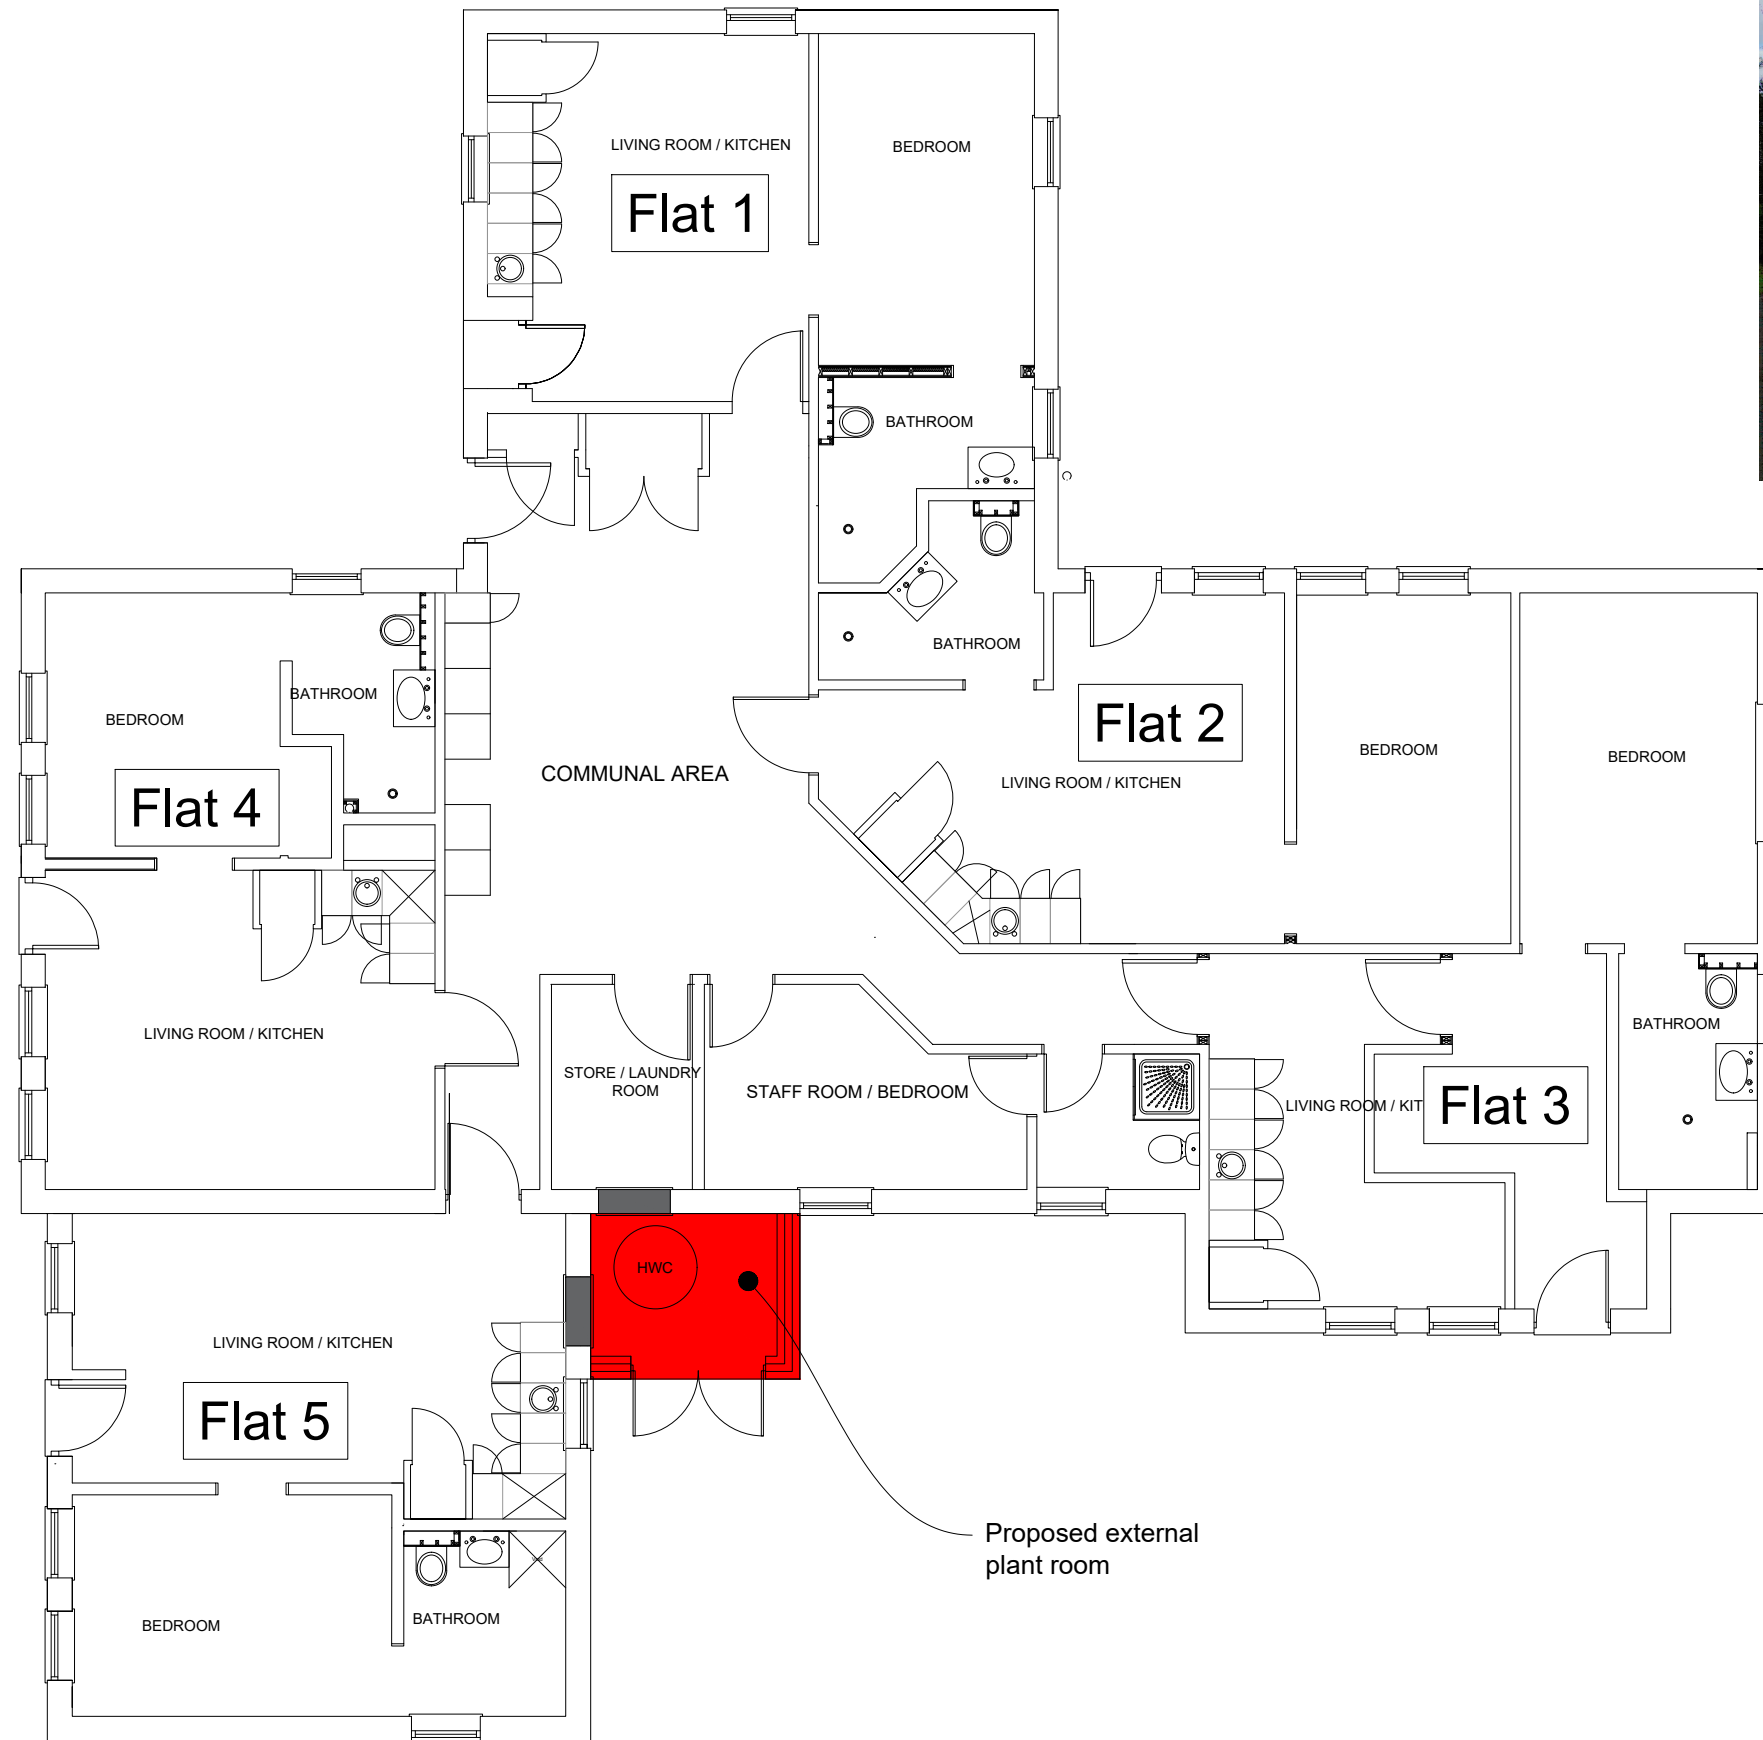 LIVING ROOM / KITCHEN
BEDROOM
Flat 1
BATHROOM
BATHROOM
BEDROOM
BATHROOM
Flat 4
COMMUNAL AREA
Flat 2
LIVING ROOM / KITCHEN
BEDROOM
BEDROOM
LIVING ROOM / KITCHEN
BATHROOM
STORE / LAUNDRY
ROOM
STAFF ROOM / BEDROOM
LIVING ROOM / KIT
Flat 3
HWC
LIVING ROOM / KITCHEN
Flat 5
Proposed external
plant room
BEDROOM
BATHROOM